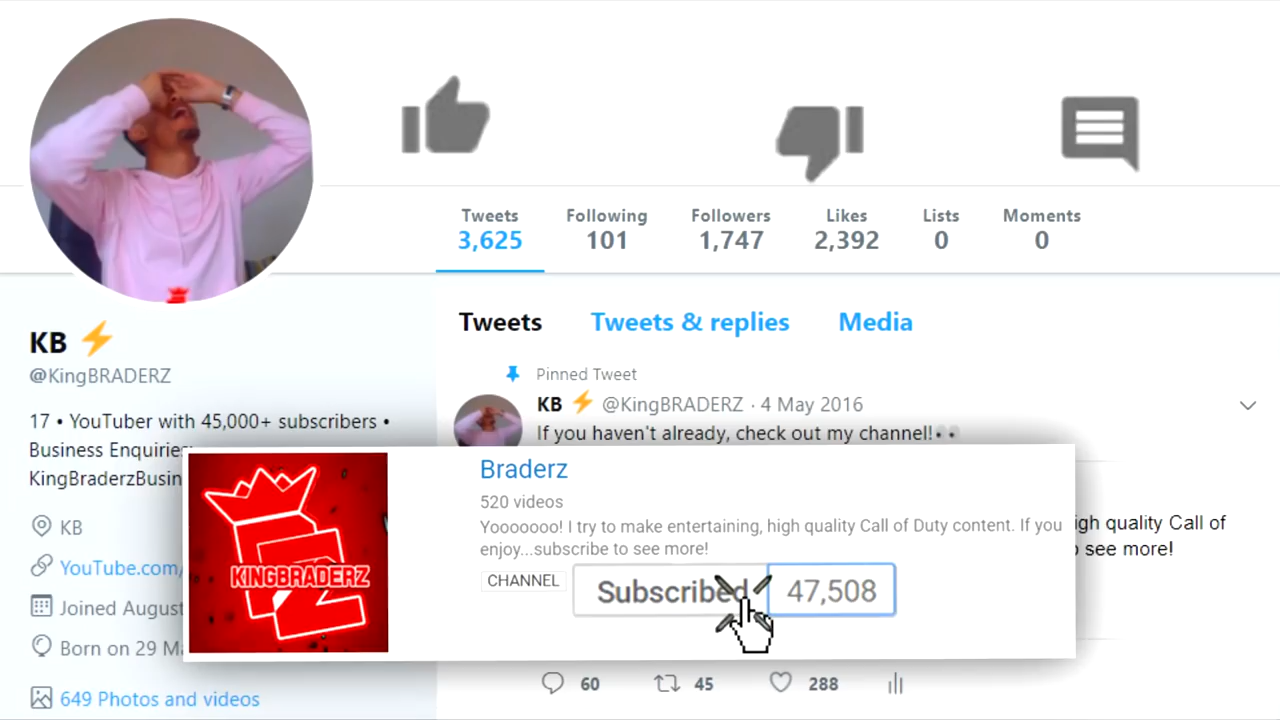 Tweets Following Followers Likes Lists Moments
3,625 101 1,747 2,392 0 0
KB ⚡
@KingBRADERZ
17 • YouTuber with 45,000+ subscribers •
Business Enquiries
KingBraderzBusin
KB
YouTube.com/
Joined August
Born on 29 Ma
649 Photos and videos
Tweets Tweets & replies Media
Pinned Tweet
KB ⚡ @KingBRADERZ · 4 May 2016
If you haven't already, check out my channel!👀
KINGBRADERZ
Braderz
520 videos
Yooooooo! I try to make entertaining, high quality Call of Duty content. If you
enjoy...subscribe to see more!
CHANNEL Subscribed 47,508
igh quality Call of
see more!
60 45 288